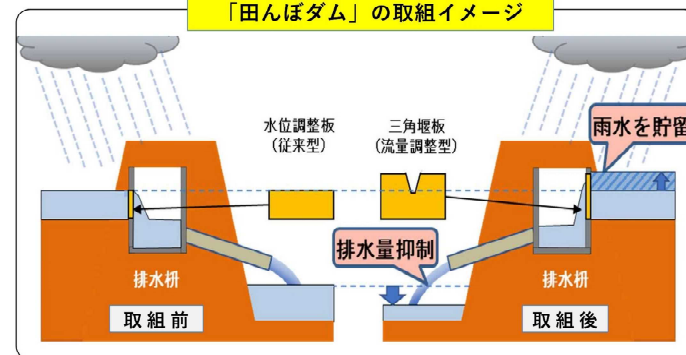 「田んぼダム」の取組イメージ
水位調整板
（従来型）
三角堰板
（流量調整型）
雨水を貯留
排水量抑制
排水枡
排水枡
取組前
取組後